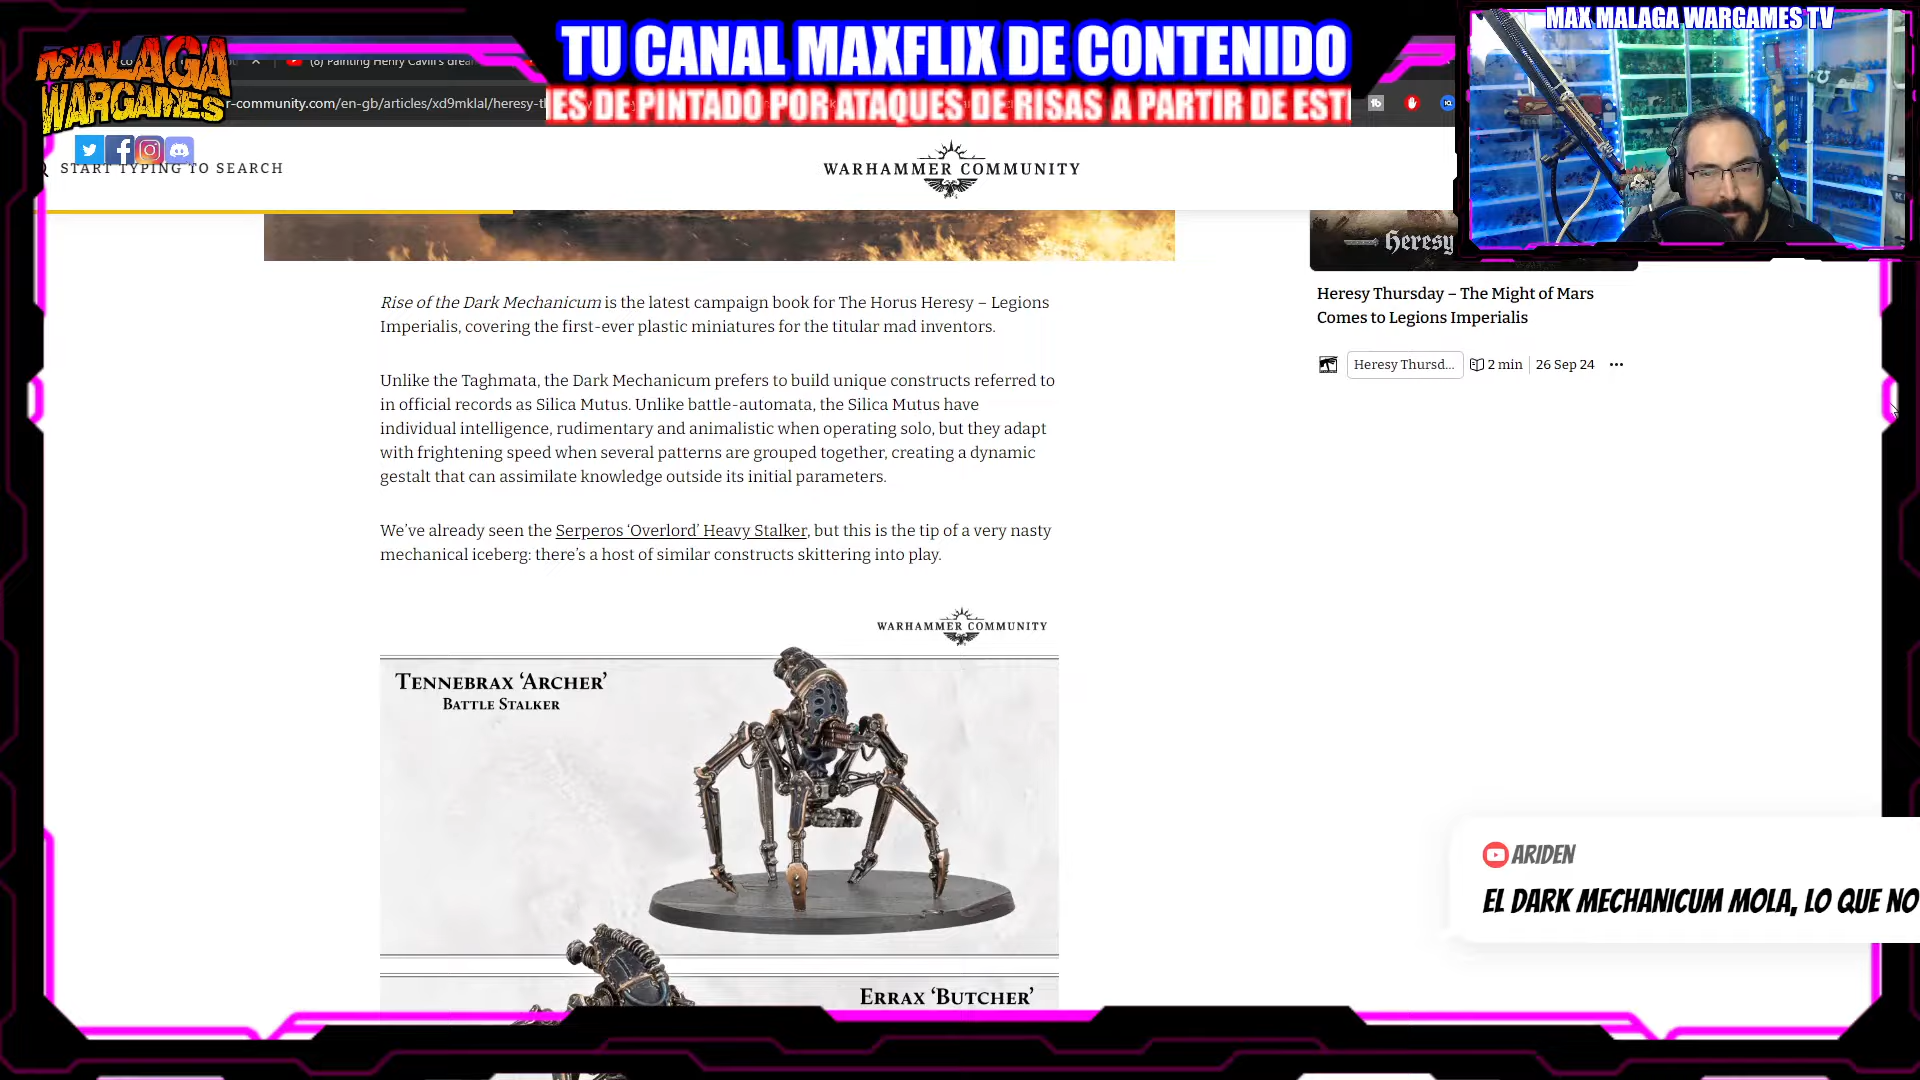 TU CANAL MAXFLIX DE CONTENIDO
ES DE PINTADO POR ATAQUES DE RISAS A PARTIR DE EST
MAX MALAGA WARGAMES TV
MALAGA
WARGAMES
(8) Painting Henry Cavill's drea
r-community.com/en-gb/articles/xd9mklal/heresy-t
START TYPING TO SEARCH
WARHAMMER COMMUNITY
Rise of the Dark Mechanicum is the latest campaign book for The Horus Heresy – Legions
Imperialis, covering the first-ever plastic miniatures for the titular mad inventors.
Unlike the Taghmata, the Dark Mechanicum prefers to build unique constructs referred to
in official records as Silica Mutus. Unlike battle-automata, the Silica Mutus have
individual intelligence, rudimentary and animalistic when operating solo, but they adapt
with frightening speed when several patterns are grouped together, creating a dynamic
gestalt that can assimilate knowledge outside its initial parameters.
We've already seen the Serperos ‘Overlord’ Heavy Stalker, but this is the tip of a very nasty
mechanical iceberg: there's a host of similar constructs skittering into play.
WARHAMMER COMMUNITY
TENNEBRAX ‘ARCHER’
BATTLE STALKER
ERRAX ‘BUTCHER’
Heresy
Heresy Thursday – The Might of Mars
Comes to Legions Imperialis
Heresy Thursd... 2 min 26 Sep 24
ARIDEN
EL DARK MECHANICUM MOLA, LO QUE NO